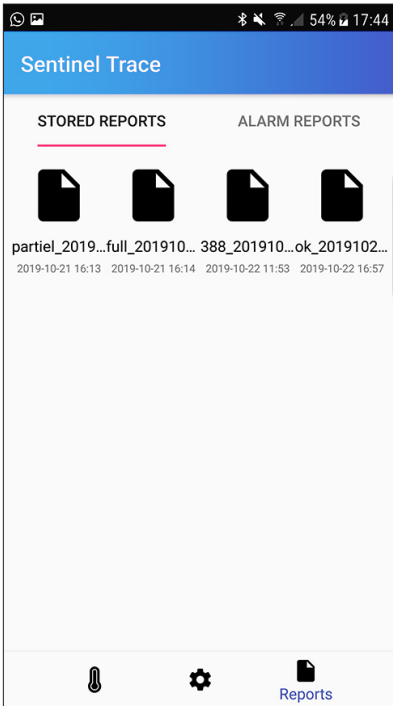 54% 17:44
Sentinel Trace
STORED REPORTS ALARM REPORTS
partiel_2019... full_201910... 388_201910... ok_2019102...
2019-10-21 16:13 2019-10-21 16:14 2019-10-22 11:53 2019-10-22 16:57
Reports